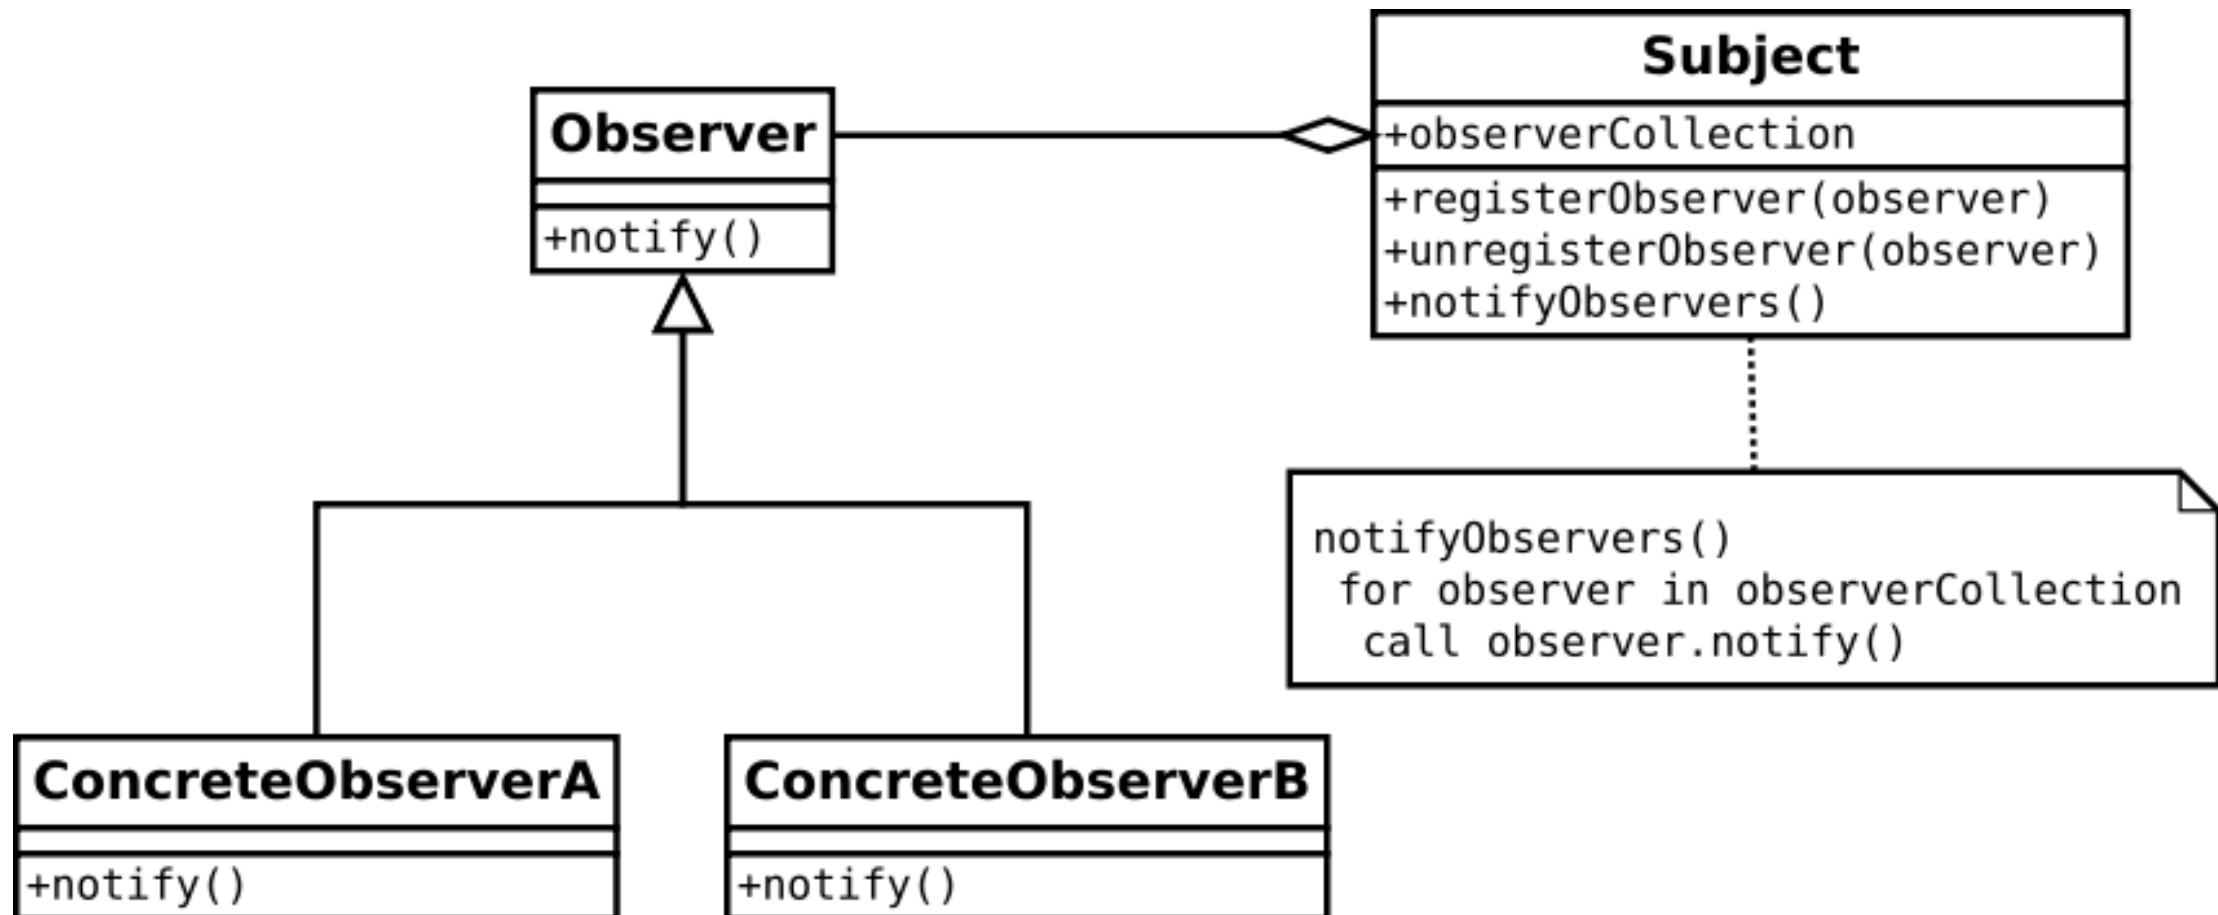 Subject
+observerCollection
+registerObserver(observer)
+unregisterObserver(observer)
+notifyObservers()
Observer
+notify()
notifyObservers()
for observer in observerCollection
call observer.notify()
ConcreteObserverA
+notify()
ConcreteObserverB
+notify()